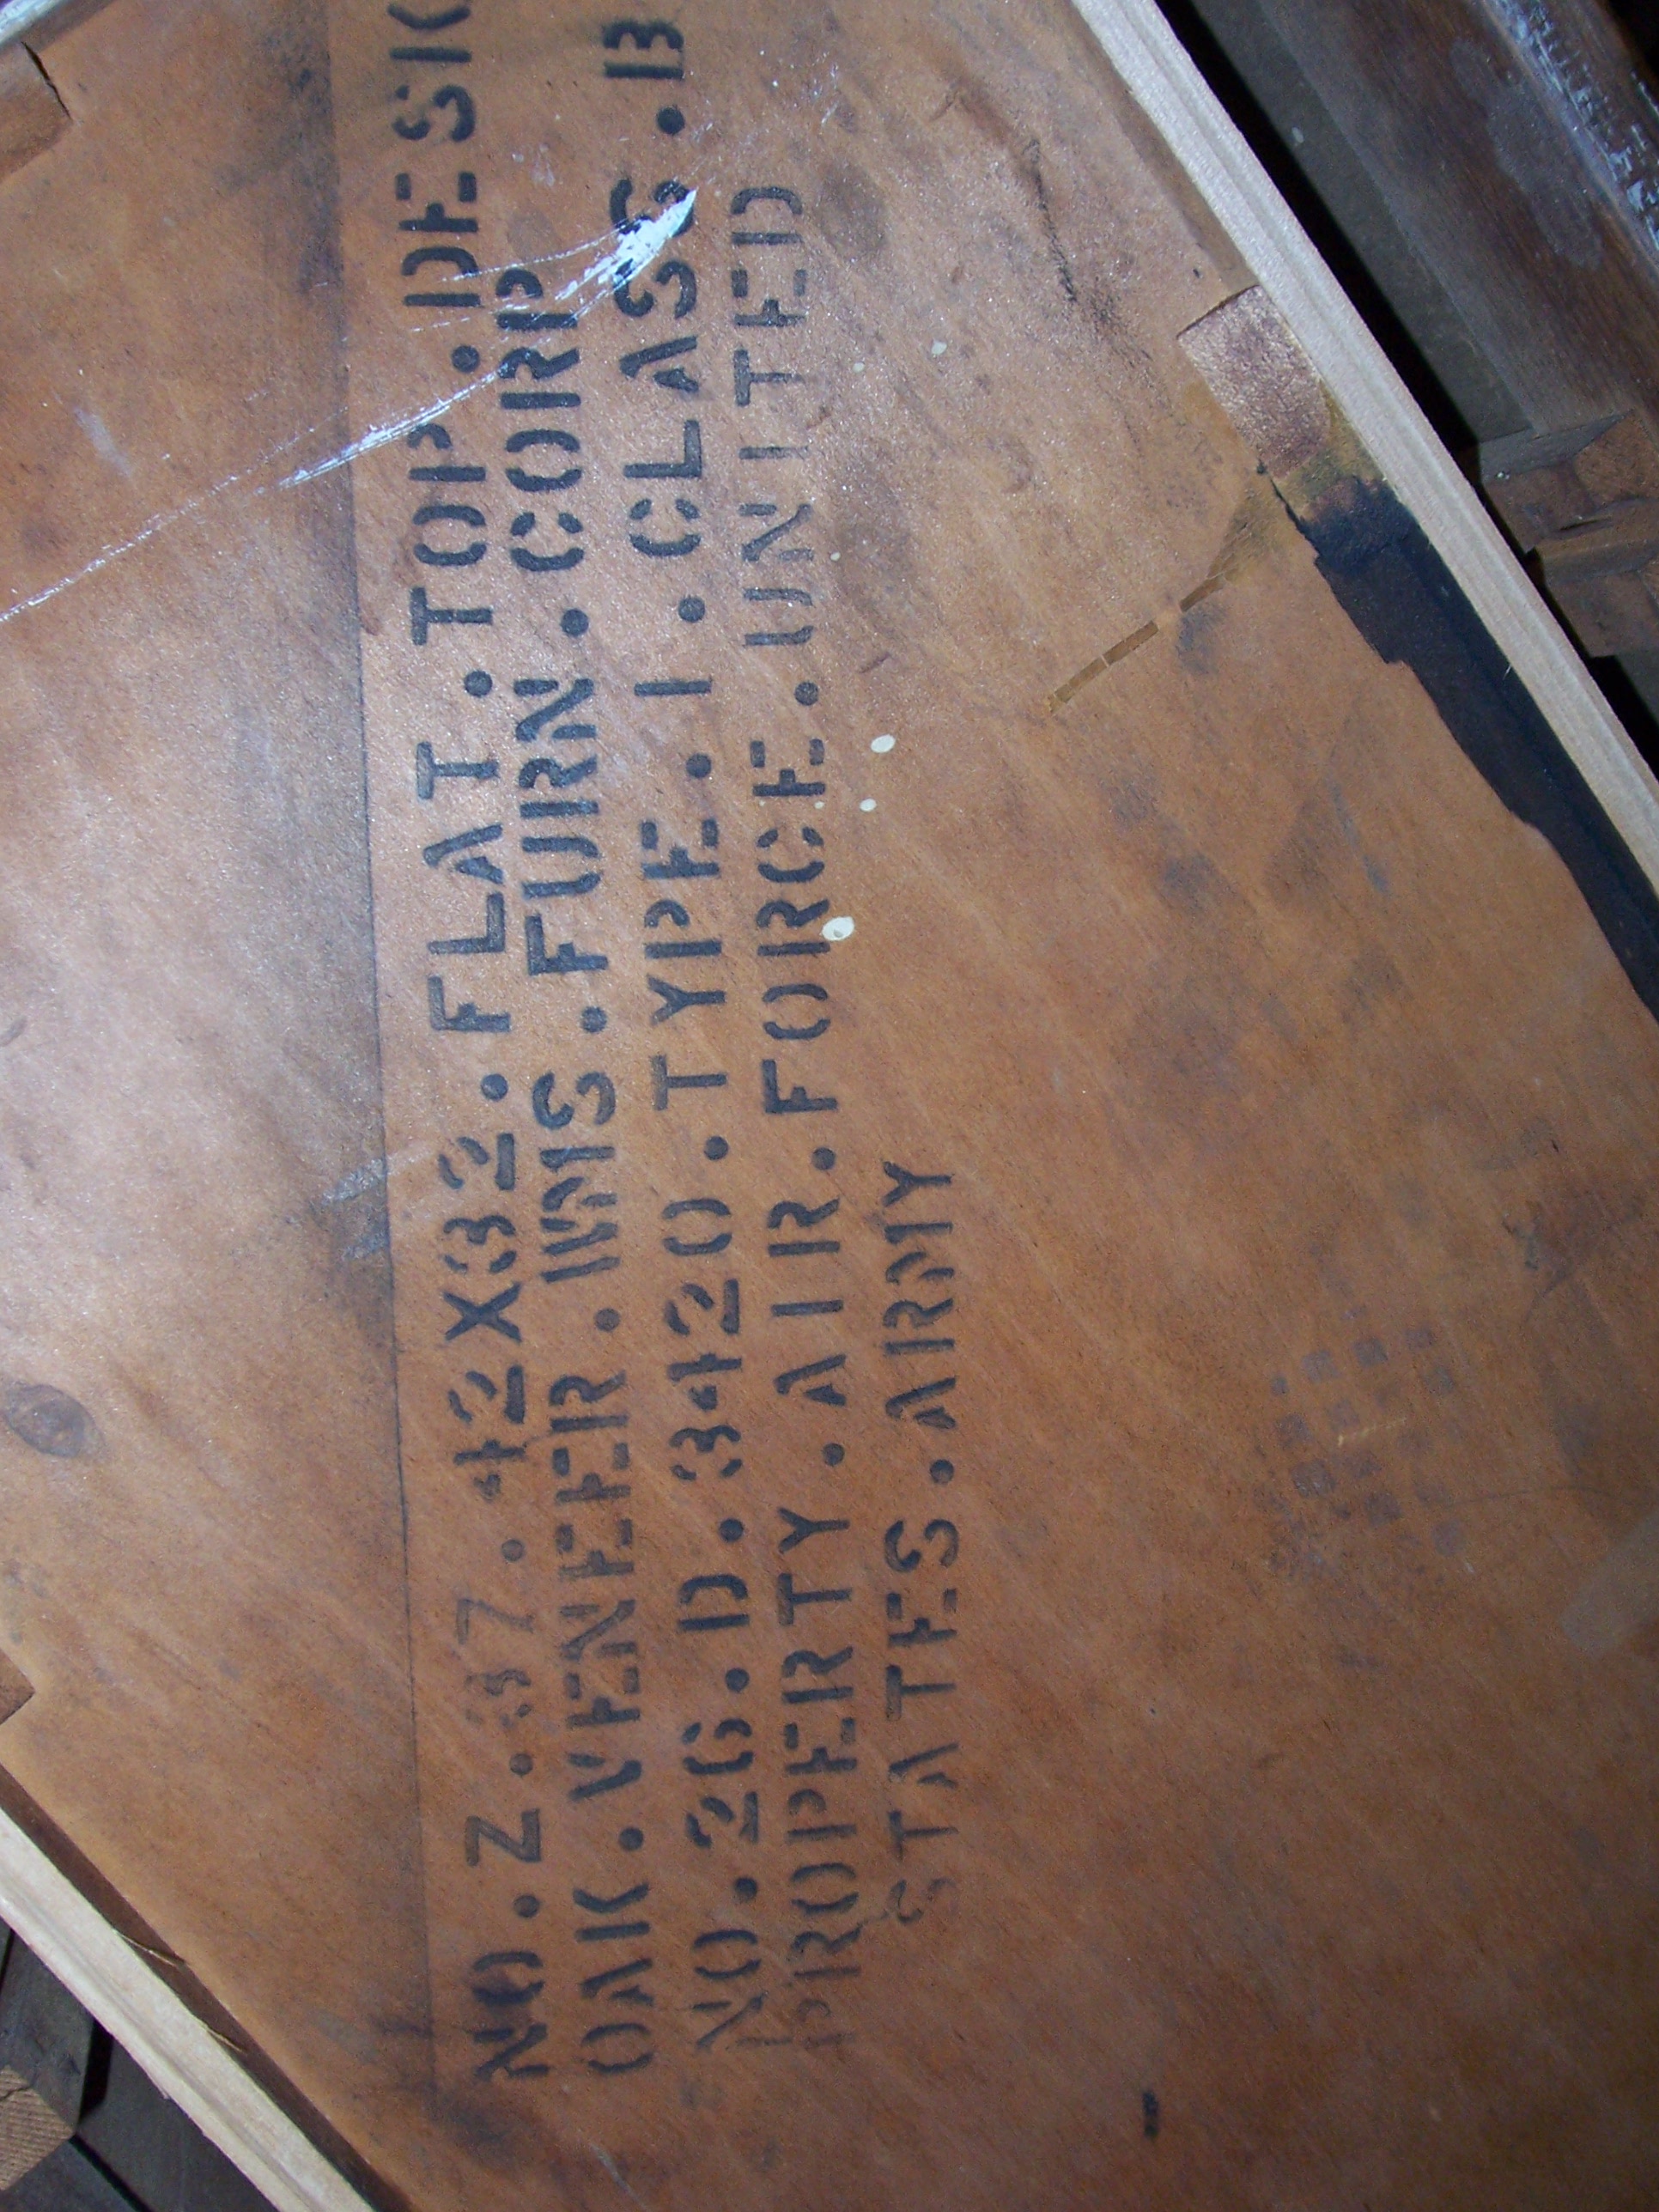 NO.Z.37.42X32.FLAT.TOP.DESK
OAK.VENEER.WMS.FURN.CORP
NO.26.D.3420.TYPE.I.CLASS.B
PROPERTY.AIR.FORCE.UNITED
STATES.ARMY